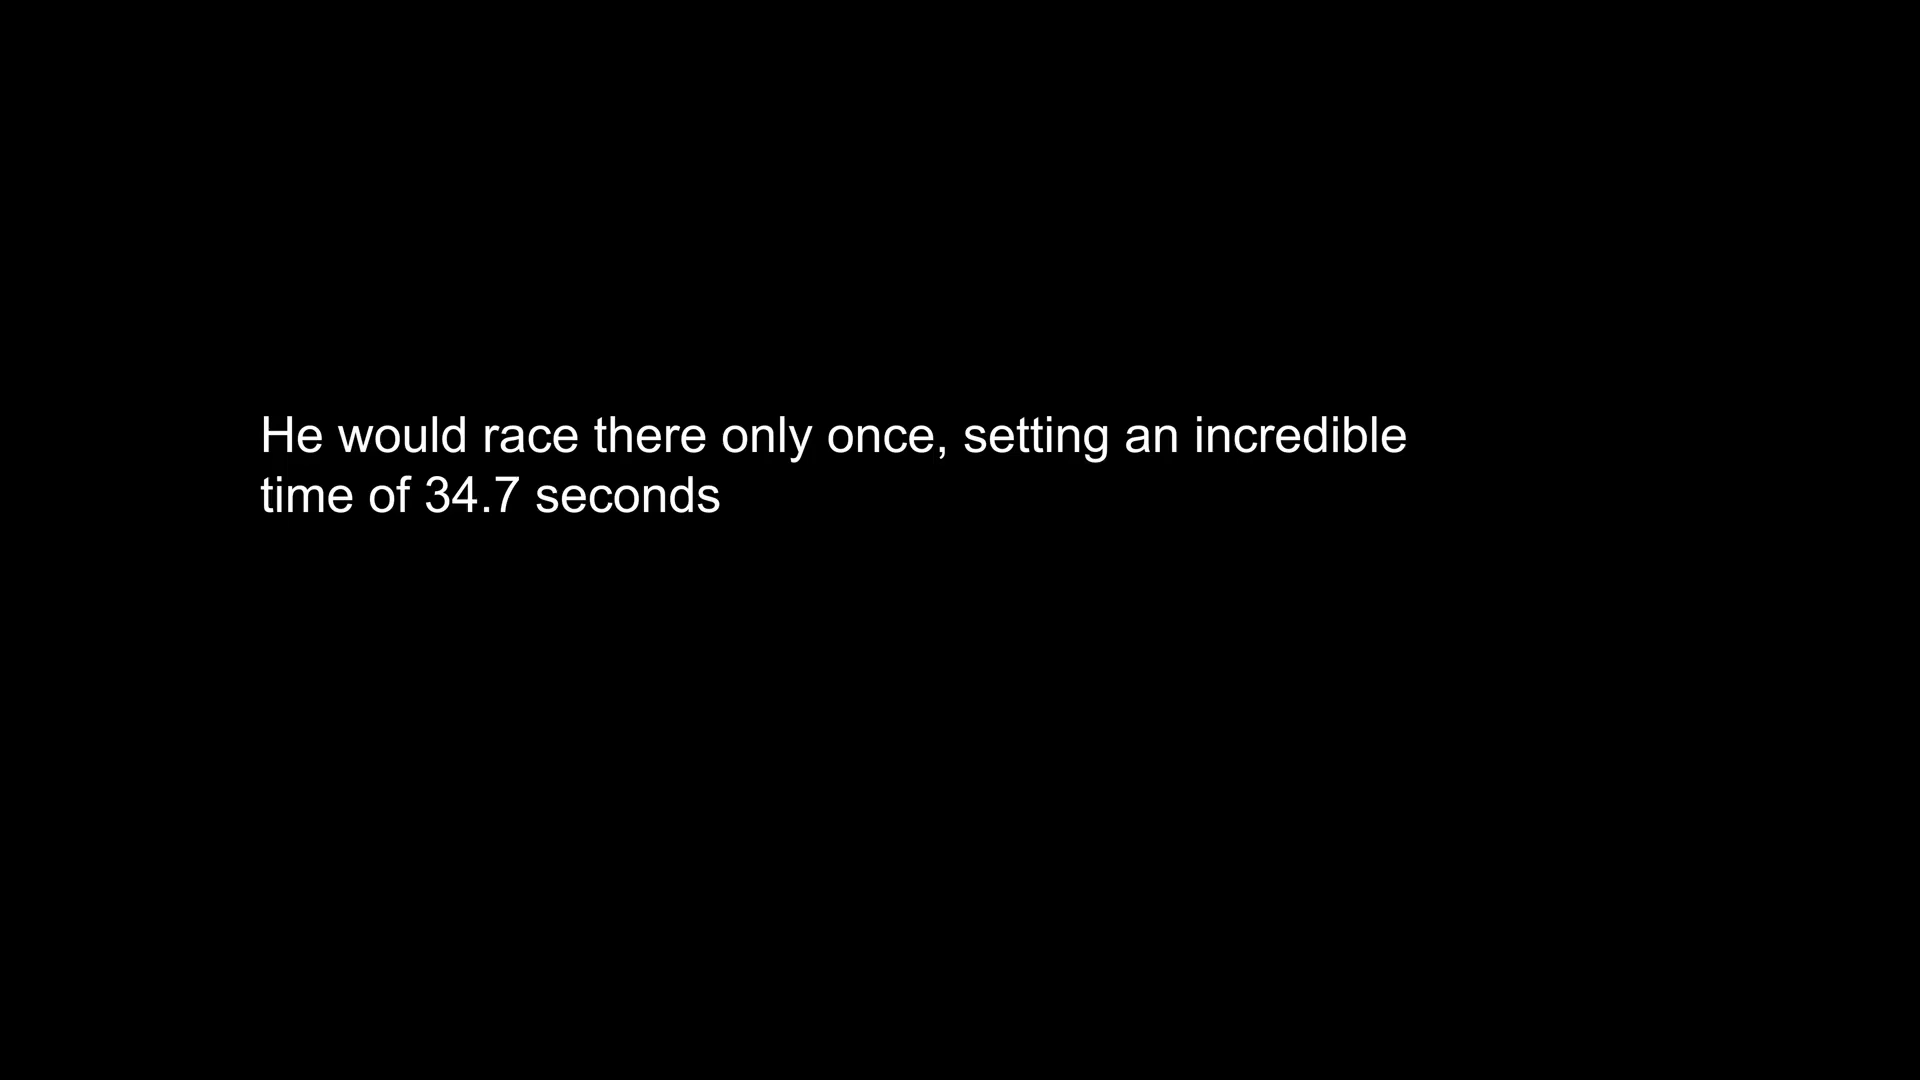 He would race there only once, setting an incredible
time of 34.7 seconds